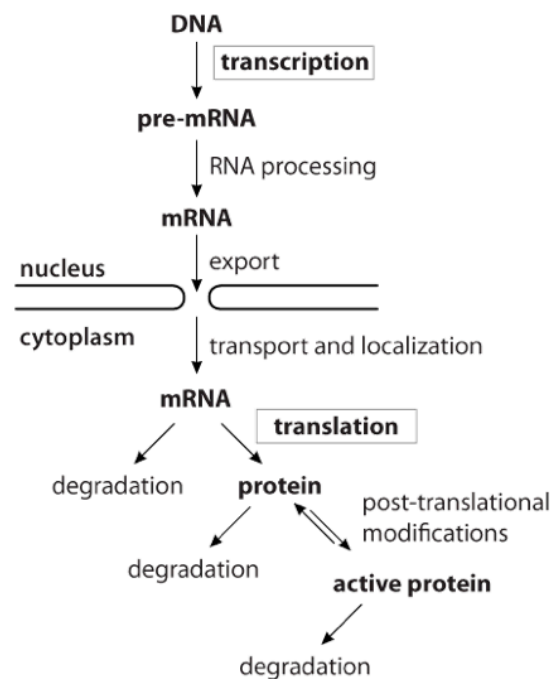 DNA
transcription
pre-mRNA
RNA processing
mRNA
export
nucleus
cytoplasm
transport and localization
mRNA
translation
degradation
protein
post-translational
modifications
degradation
active protein
degradation